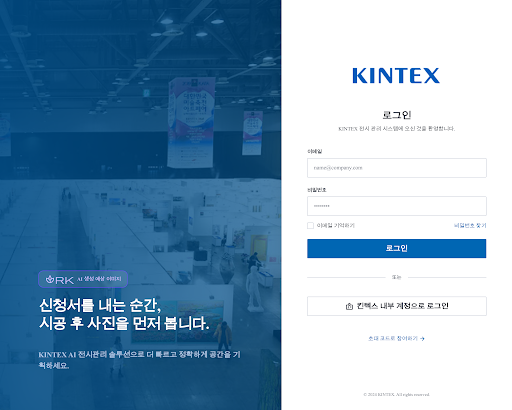 RK AI 생성 예상 이미지
신청서를 내는 순간,
시공 후 사진을 먼저 봅니다.
KINTEX AI 전시관리 솔루션으로 더 빠르고 정확하게 공간을 기
획하세요.
KINTEX
로그인
KINTEX 전시 관리 시스템에 오신 것을 환영합니다.
이메일
name@company.com
비밀번호
••••••••
이메일 기억하기
비밀번호 찾기
로그인
또는
킨텍스 내부 계정으로 로그인
초대 코드로 참여하기 →
KINTEX. All rights reserved.